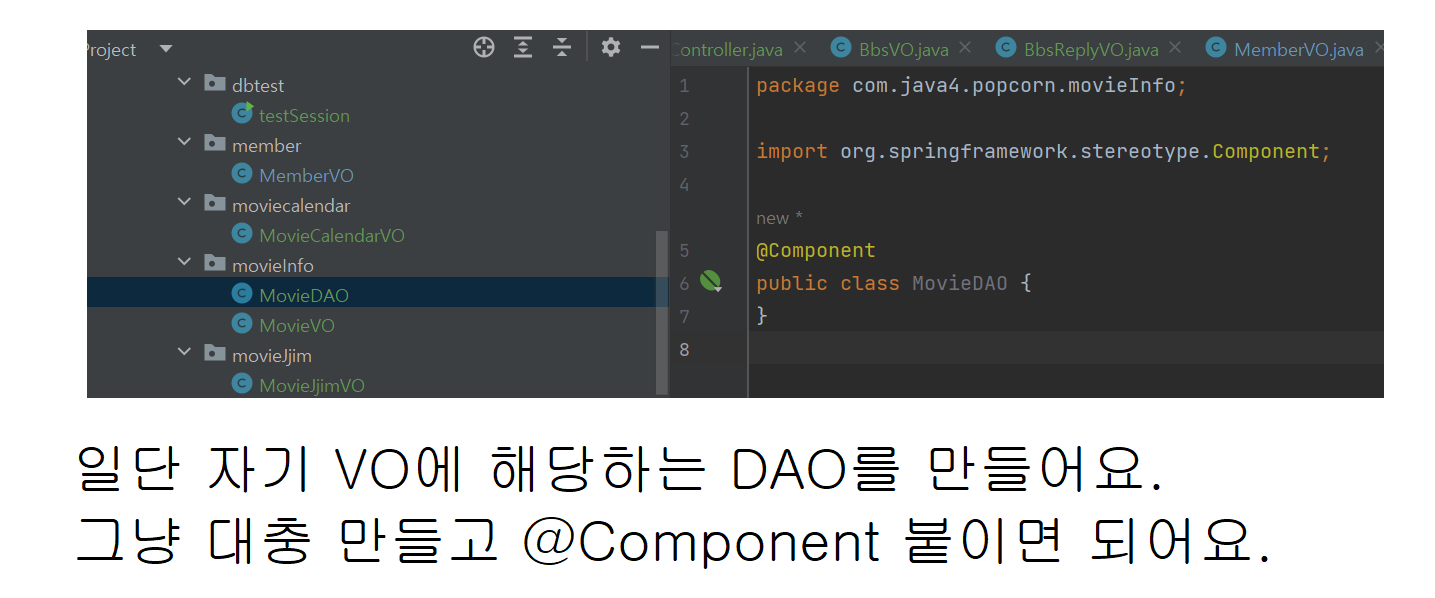 Project
dbtest
testSession
member
MemberVO
moviecalendar
MovieCalendarVO
movieInfo
MovieDAO
MovieVO
movieJjim
MovieJjimVO
ontroller.java BbsVO.java BbsReplyVO.java MemberVO.java
1 package com.java4.popcorn.movieInfo;
2
3 import org.springframework.stereotype.Component;
4
new *
5 @Component
6 public class MovieDAO {
7 }
8
일단 자기 VO에 해당하는 DAO를 만들어요.
그냥 대충 만들고 @Component 붙이면 되어요.